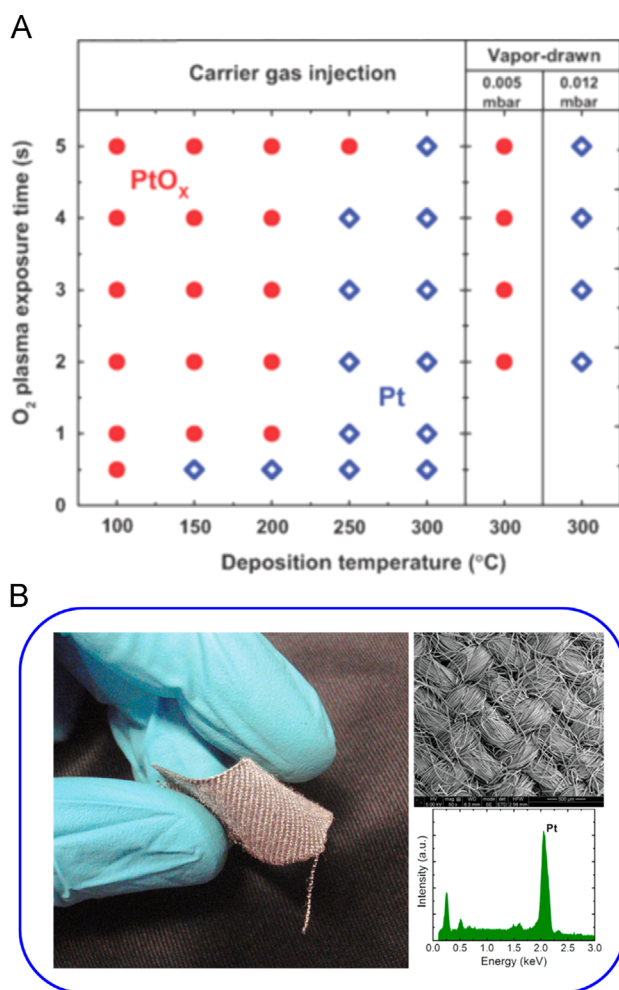 A
Carrier gas injection
Vapor-drawn
0.005 mbar
0.012 mbar
O₂ plasma exposure time (s)
5
4
3
2
1
0
PtOₓ
Pt
100 150 200 250 300 300 300
Deposition temperature (°C)
B
500 µm
Pt
Intensity (a.u.)
0.0 0.5 1.0 1.5 2.0 2.5 3.0
Energy (keV)